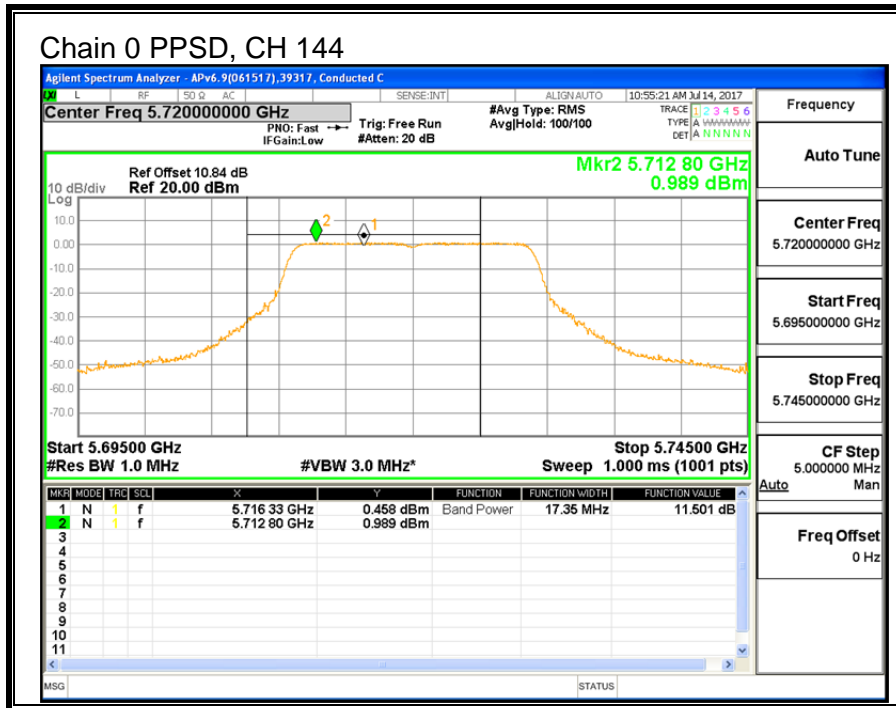 Chain 0 PPSD, CH 144
Agilent Spectrum Analyzer - APv6.9(061517),39317, Conducted C
LXI L RF 50 Ω AC SENSE:INT ALIGN AUTO 10:55:21 AM Jul 14, 2017
Center Freq 5.720000000 GHz
PNO: Fast
IFGain:Low
Trig: Free Run
#Atten: 20 dB
#Avg Type: RMS
Avg|Hold: 100/100
TRACE 1 2 3 4 5 6
TYPE A WWWWWW
DET A N N N N N
Mkr2 5.712 80 GHz
0.989 dBm
Ref Offset 10.84 dB
10 dB/div Ref 20.00 dBm
Log
10.0
0.00
-10.0
-20.0
-30.0
-40.0
-50.0
-60.0
-70.0
2
1
Start 5.69500 GHz Stop 5.74500 GHz
#Res BW 1.0 MHz #VBW 3.0 MHz* Sweep 1.000 ms (1001 pts)
MKR MODE TRC SCL X Y FUNCTION FUNCTION WIDTH FUNCTION VALUE
1 N 1 f 5.716 33 GHz 0.458 dBm Band Power 17.35 MHz 11.501 dB
2 N 1 f 5.712 80 GHz 0.989 dBm
3
4
5
6
7
8
9
10
11
MSG STATUS
Frequency
Auto Tune
Center Freq
5.720000000 GHz
Start Freq
5.695000000 GHz
Stop Freq
5.745000000 GHz
CF Step
5.000000 MHz
Auto Man
Freq Offset
0 Hz